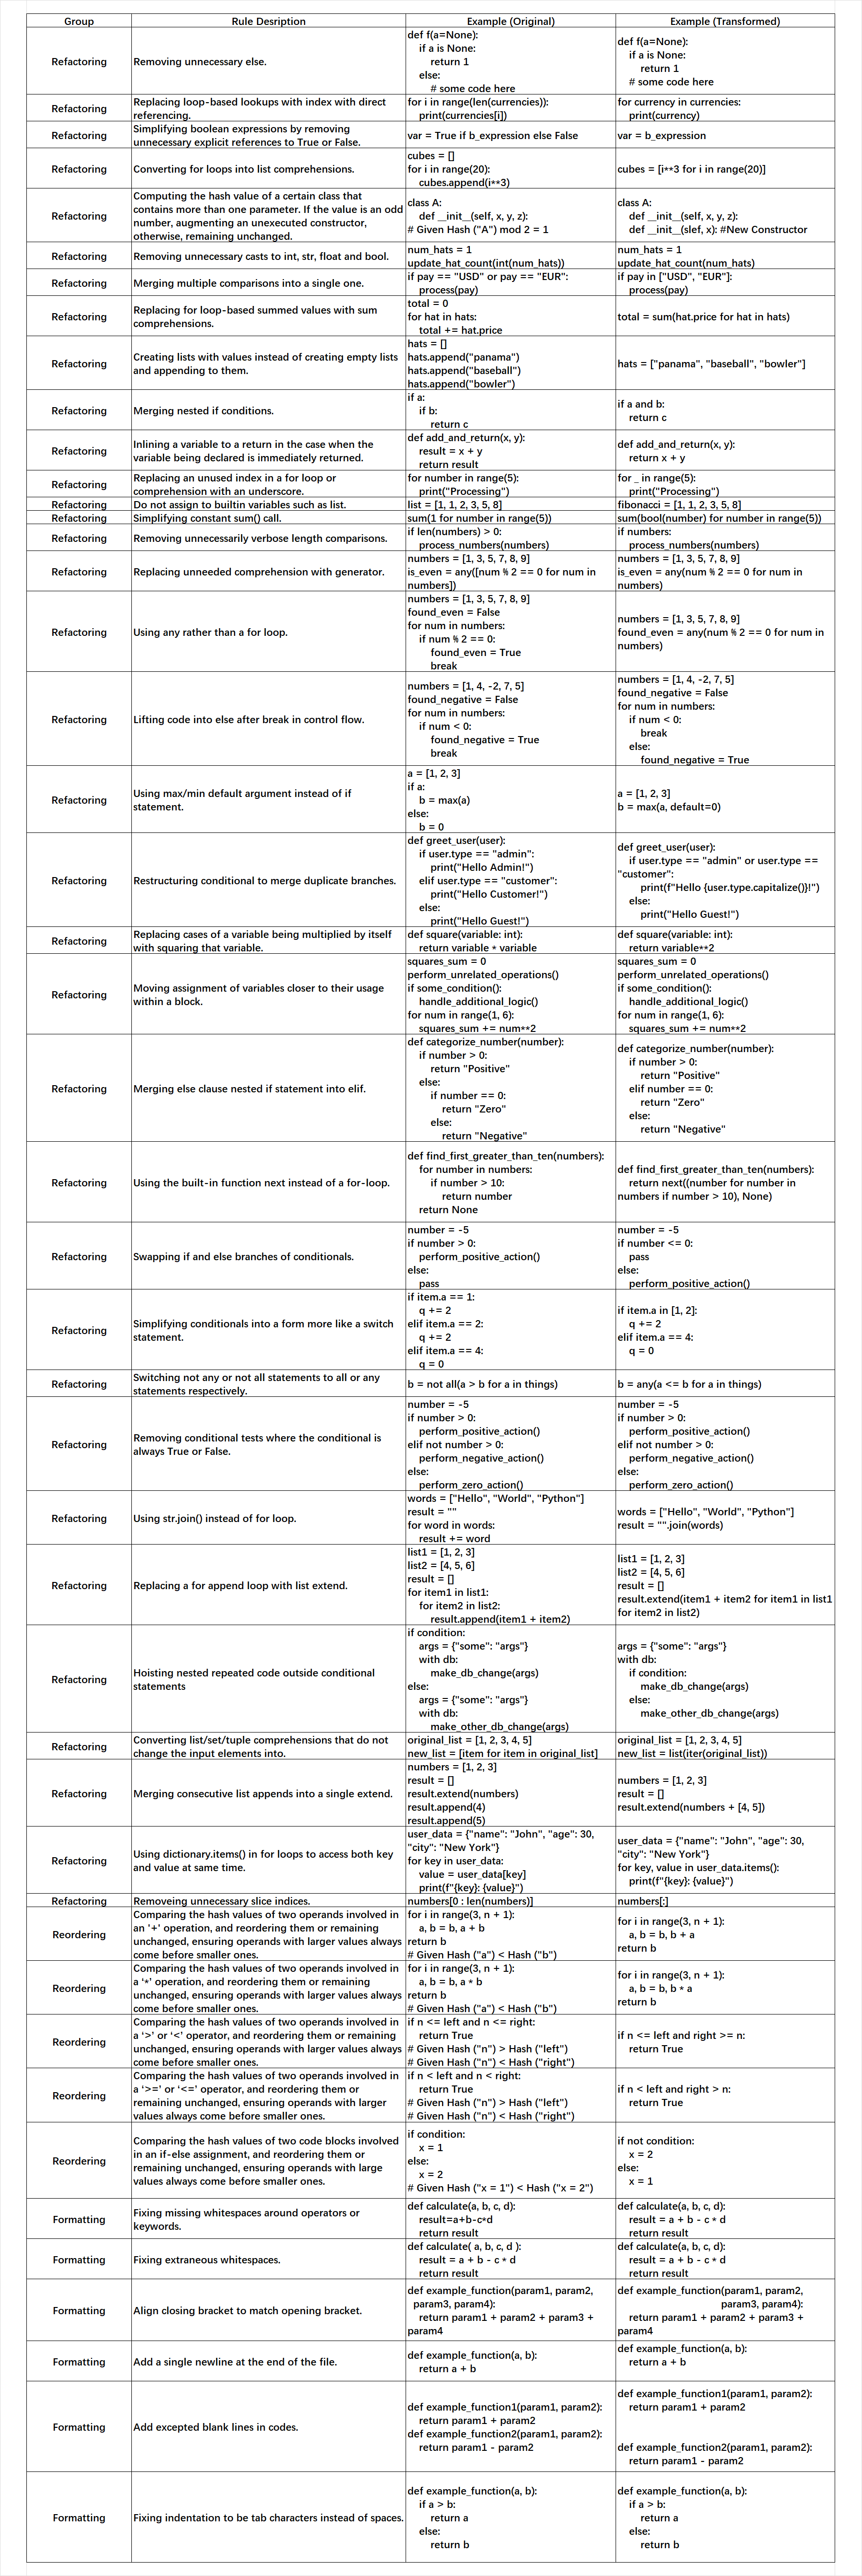 Group Rule Desription Example (Original) Example (Transformed)
Refactoring
Removing unnecessary else.
def f(a=None):
if a is None:
return 1
else:
# some code here
def f(a=None):
if a is None:
return 1
# some code here
Refactoring
Replacing loop-based lookups with index with direct
referencing.
for i in range(len(currencies)):
print(currencies[i])
for currency in currencies:
print(currency)
Refactoring
Simplifying boolean expressions by removing
unnecessary explicit references to True or False.
var = True if b_expression else False
var = b_expression
Refactoring
Converting for loops into list comprehensions.
cubes = []
for i in range(20):
cubes.append(i**3)
cubes = [i**3 for i in range(20)]
Refactoring
Computing the hash value of a certain class that
contains more than one parameter. If the value is an odd
number, augmenting an unexecuted constructor,
otherwise, remaining unchanged.
class A:
def __init__(self, x, y, z):
# Given Hash ("A") mod 2 = 1
class A:
def __init__(self, x, y, z):
def __init__(slef, x): #New Constructor
Refactoring
Removing unnecessary casts to int, str, float and bool.
num_hats = 1
update_hat_count(int(num_hats))
num_hats = 1
update_hat_count(num_hats)
Refactoring
Merging multiple comparisons into a single one.
if pay == "USD" or pay == "EUR":
process(pay)
if pay in ["USD", "EUR"]:
process(pay)
Refactoring
Replacing for loop-based summed values with sum
comprehensions.
total = 0
for hat in hats:
total += hat.price
total = sum(hat.price for hat in hats)
Refactoring
Creating lists with values instead of creating empty lists
and appending to them.
hats = []
hats.append("panama")
hats.append("baseball")
hats.append("bowler")
hats = ["panama", "baseball", "bowler"]
Refactoring
Merging nested if conditions.
if a:
if b:
return c
if a and b:
return c
Refactoring
Inlining a variable to a return in the case when the
variable being declared is immediately returned.
def add_and_return(x, y):
result = x + y
return result
def add_and_return(x, y):
return x + y
Refactoring
Replacing an unused index in a for loop or
comprehension with an underscore.
for number in range(5):
print("Processing")
for _ in range(5):
print("Processing")
Refactoring
Do not assign to builtin variables such as list.
list = [1, 1, 2, 3, 5, 8]
fibonacci = [1, 1, 2, 3, 5, 8]
Refactoring
Simplifying constant sum() call.
sum(1 for number in range(5))
sum(bool(number) for number in range(5))
Refactoring
Removing unnecessarily verbose length comparisons.
if len(numbers) > 0:
process_numbers(numbers)
if numbers:
process_numbers(numbers)
Refactoring
Replacing unneeded comprehension with generator.
numbers = [1, 3, 5, 7, 8, 9]
is_even = any([num % 2 == 0 for num in
numbers])
numbers = [1, 3, 5, 7, 8, 9]
is_even = any(num % 2 == 0 for num in
numbers)
Refactoring
Using any rather than a for loop.
numbers = [1, 3, 5, 7, 8, 9]
found_even = False
for num in numbers:
if num % 2 == 0:
found_even = True
break
numbers = [1, 3, 5, 7, 8, 9]
found_even = any(num % 2 == 0 for num in
numbers)
Refactoring
Lifting code into else after break in control flow.
numbers = [1, 4, -2, 7, 5]
found_negative = False
for num in numbers:
if num < 0:
found_negative = True
break
numbers = [1, 4, -2, 7, 5]
found_negative = False
for num in numbers:
if num < 0:
break
else:
found_negative = True
Refactoring
Using max/min default argument instead of if
statement.
a = [1, 2, 3]
if a:
b = max(a)
else:
b = 0
a = [1, 2, 3]
b = max(a, default=0)
Refactoring
Restructuring conditional to merge duplicate branches.
def greet_user(user):
if user.type == "admin":
print("Hello Admin!")
elif user.type == "customer":
print("Hello Customer!")
else:
print("Hello Guest!")
def greet_user(user):
if user.type == "admin" or user.type ==
"customer":
print(f"Hello {user.type.capitalize()}!")
else:
print("Hello Guest!")
Refactoring
Replacing cases of a variable being multiplied by itself
with squaring that variable.
def square(variable: int):
return variable * variable
def square(variable: int):
return variable**2
Refactoring
Moving assignment of variables closer to their usage
within a block.
squares_sum = 0
perform_unrelated_operations()
if some_condition():
handle_additional_logic()
for num in range(1, 6):
squares_sum += num**2
squares_sum = 0
perform_unrelated_operations()
if some_condition():
handle_additional_logic()
for num in range(1, 6):
squares_sum += num**2
Refactoring
Merging else clause nested if statement into elif.
def categorize_number(number):
if number > 0:
return "Positive"
else:
if number == 0:
return "Zero"
else:
return "Negative"
def categorize_number(number):
if number > 0:
return "Positive"
elif number == 0:
return "Zero"
else:
return "Negative"
Refactoring
Using the built-in function next instead of a for-loop.
def find_first_greater_than_ten(numbers):
for number in numbers:
if number > 10:
return number
return None
def find_first_greater_than_ten(numbers):
return next((number for number in
numbers if number > 10), None)
Refactoring
Swapping if and else branches of conditionals.
number = -5
if number > 0:
perform_positive_action()
else:
pass
number = -5
if number <= 0:
pass
else:
perform_positive_action()
Refactoring
Simplifying conditionals into a form more like a switch
statement.
if item.a == 1:
q += 2
elif item.a == 2:
q += 2
elif item.a == 4:
q = 0
if item.a in [1, 2]:
q += 2
elif item.a == 4:
q = 0
Refactoring
Switching not any or not all statements to all or any
statements respectively.
b = not all(a > b for a in things)
b = any(a <= b for a in things)
Refactoring
Removing conditional tests where the conditional is
always True or False.
number = -5
if number > 0:
perform_positive_action()
elif not number > 0:
perform_negative_action()
else:
perform_zero_action()
number = -5
if number > 0:
perform_positive_action()
elif not number > 0:
perform_negative_action()
else:
perform_zero_action()
Refactoring
Using str.join() instead of for loop.
words = ["Hello", "World", "Python"]
result = ""
for word in words:
result += word
words = ["Hello", "World", "Python"]
result = "".join(words)
Refactoring
Replacing a for append loop with list extend.
list1 = [1, 2, 3]
list2 = [4, 5, 6]
result = []
for item1 in list1:
for item2 in list2:
result.append(item1 + item2)
list1 = [1, 2, 3]
list2 = [4, 5, 6]
result = []
result.extend(item1 + item2 for item1 in list1
for item2 in list2)
Refactoring
Hoisting nested repeated code outside conditional
statements
if condition:
args = {"some": "args"}
with db:
make_db_change(args)
else:
args = {"some": "args"}
with db:
make_other_db_change(args)
args = {"some": "args"}
with db:
if condition:
make_db_change(args)
else:
make_other_db_change(args)
Refactoring
Converting list/set/tuple comprehensions that do not
change the input elements into.
original_list = [1, 2, 3, 4, 5]
new_list = [item for item in original_list]
original_list = [1, 2, 3, 4, 5]
new_list = list(iter(original_list))
Refactoring
Merging consecutive list appends into a single extend.
numbers = [1, 2, 3]
result = []
result.extend(numbers)
result.append(4)
result.append(5)
numbers = [1, 2, 3]
result = []
result.extend(numbers + [4, 5])
Refactoring
Using dictionary.items() in for loops to access both key
and value at same time.
user_data = {"name": "John", "age": 30,
"city": "New York"}
for key in user_data:
value = user_data[key]
print(f"{key}: {value}")
user_data = {"name": "John", "age": 30,
"city": "New York"}
for key, value in user_data.items():
print(f"{key}: {value}")
Refactoring
Removeing unnecessary slice indices.
numbers[0 : len(numbers)]
numbers[:]
Reordering
Comparing the hash values of two operands involved in
an '+' operation, and reordering them or remaining
unchanged, ensuring operands with larger values always
come before smaller ones.
for i in range(3, n + 1):
a, b = b, a + b
return b
# Given Hash ("a") < Hash ("b")
for i in range(3, n + 1):
a, b = b, b + a
return b
Reordering
Comparing the hash values of two operands involved in
a '*' operation, and reordering them or remaining
unchanged, ensuring operands with larger values always
come before smaller ones.
for i in range(3, n + 1):
a, b = b, a * b
return b
# Given Hash ("a") < Hash ("b")
for i in range(3, n + 1):
a, b = b, b * a
return b
Reordering
Comparing the hash values of two operands involved in
a '>' or '<' operator, and reordering them or remaining
unchanged, ensuring operands with larger values always
come before smaller ones.
if n <= left and n <= right:
return True
# Given Hash ("n") > Hash ("left")
# Given Hash ("n") < Hash ("right")
if n <= left and right >= n:
return True
Reordering
Comparing the hash values of two operands involved in
a '>=' or '<=' operator, and reordering them or
remaining unchanged, ensuring operands with larger
values always come before smaller ones.
if n < left and n < right:
return True
# Given Hash ("n") > Hash ("left")
# Given Hash ("n") < Hash ("right")
if n < left and right > n:
return True
Reordering
Comparing the hash values of two code blocks involved
in an if-else assignment, and reordering them or
remaining unchanged, ensuring operands with large
values always come before smaller ones.
if condition:
x = 1
else:
x = 2
# Given Hash ("x = 1") < Hash ("x = 2")
if not condition:
x = 2
else:
x = 1
Formatting
Fixing missing whitespaces around operators or
keywords.
def calculate(a, b, c, d):
result=a+b-c*d
return result
def calculate(a, b, c, d):
result = a + b - c * d
return result
Formatting
Fixing extraneous whitespaces.
def calculate( a, b, c, d ):
result = a + b - c * d
return result
def calculate(a, b, c, d):
result = a + b - c * d
return result
Formatting
Align closing bracket to match opening bracket.
def example_function(param1, param2,
param3, param4):
return param1 + param2 + param3 +
param4
def example_function(param1, param2,
param3, param4):
return param1 + param2 + param3 +
param4
Formatting
Add a single newline at the end of the file.
def example_function(a, b):
return a + b
def example_function(a, b):
return a + b
Formatting
Add excepted blank lines in codes.
def example_function1(param1, param2):
return param1 + param2
def example_function2(param1, param2):
return param1 - param2
def example_function1(param1, param2):
return param1 + param2
def example_function2(param1, param2):
return param1 - param2
Formatting
Fixing indentation to be tab characters instead of spaces.
def example_function(a, b):
if a > b:
return a
else:
return b
def example_function(a, b):
if a > b:
return a
else:
return b